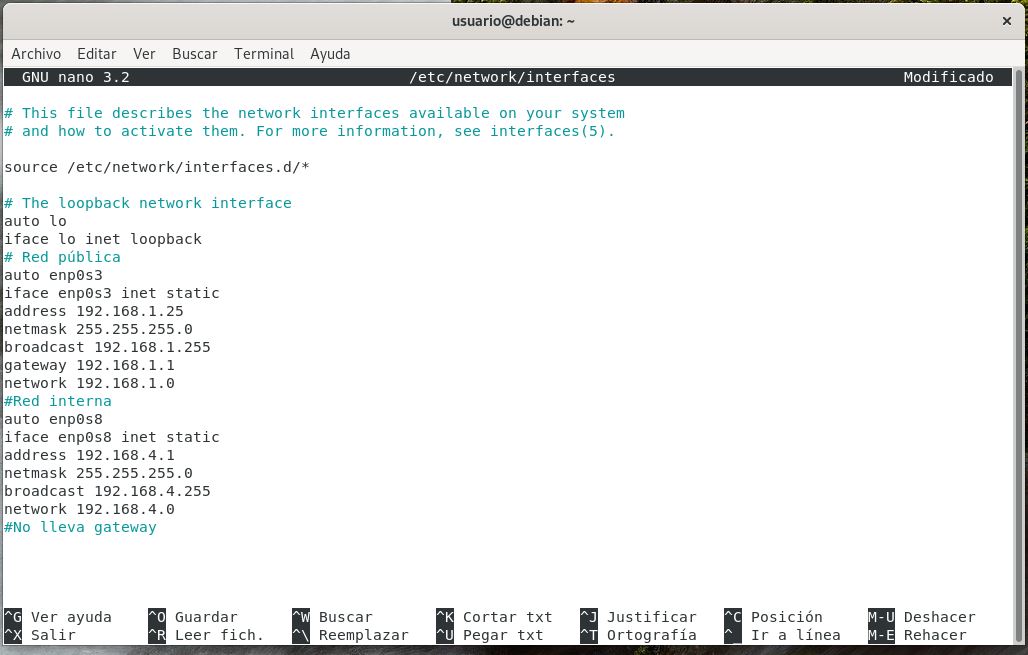 usuario@debian: ~ ×
Archivo Editar Ver Buscar Terminal Ayuda
GNU nano 3.2 /etc/network/interfaces Modificado
# This file describes the network interfaces available on your system
# and how to activate them. For more information, see interfaces(5).
source /etc/network/interfaces.d/*
# The loopback network interface
auto lo
iface lo inet loopback
# Red pública
auto enp0s3
iface enp0s3 inet static
address 192.168.1.25
netmask 255.255.255.0
broadcast 192.168.1.255
gateway 192.168.1.1
network 192.168.1.0
#Red interna
auto enp0s8
iface enp0s8 inet static
address 192.168.4.1
netmask 255.255.255.0
broadcast 192.168.4.255
network 192.168.4.0
#No lleva gateway
^G Ver ayuda ^O Guardar ^W Buscar ^K Cortar txt ^J Justificar ^C Posición M-U Deshacer
^X Salir ^R Leer fich. ^\ Reemplazar ^U Pegar txt ^T Ortografía ^_ Ir a línea M-E Rehacer